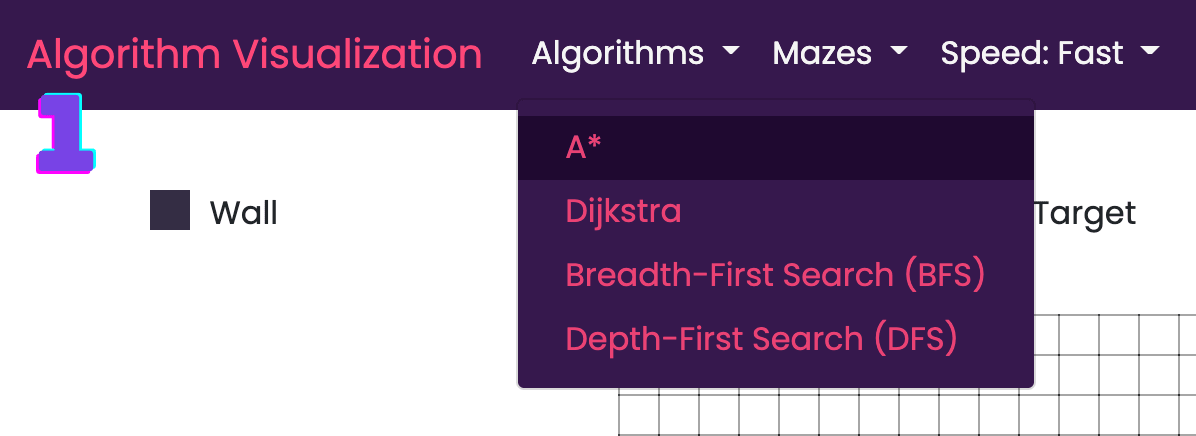 Algorithm Visualization Algorithms Mazes Speed: Fast
1
A*
Dijkstra
Wall
Target
Breadth-First Search (BFS)
Depth-First Search (DFS)